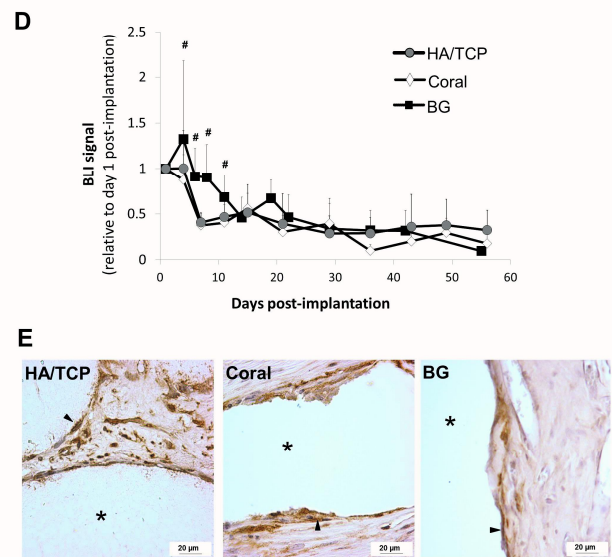 D
2.5
2
1.5
1
0.5
0
BLI signal
(relative to day 1 post-implantation)
#
#
#
#
HA/TCP
Coral
BG
0
10
20
30
40
50
60
Days post-implantation
E
HA/TCP
*
20 µm
Coral
*
20 µm
BG
*
20 µm